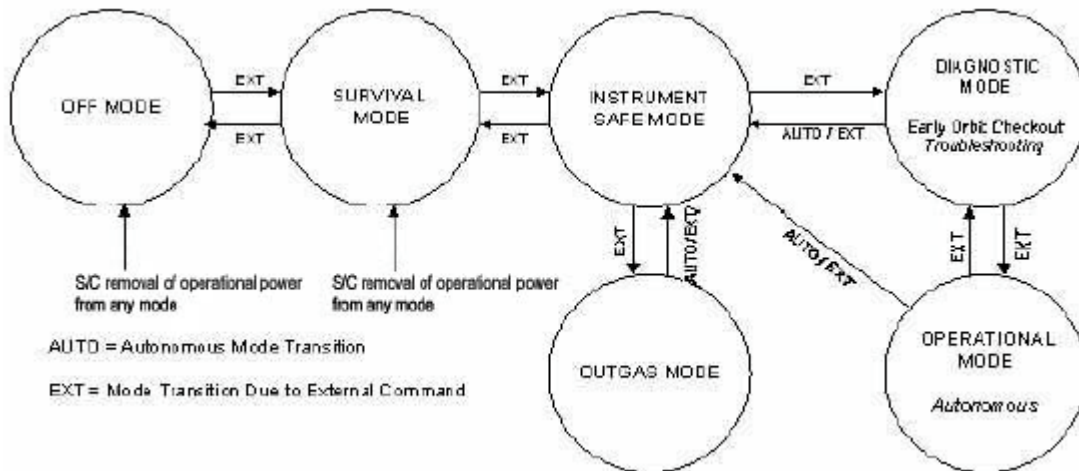 OFF MODE
EXT
EXT
SURVIVAL
MODE
EXT
EXT
INSTRUMENT
SAFE MODE
EXT
AUTO / EXT
DIAGNOSTIC
MODE
Early Orbit Checkout
Troubleshooting
S/C removal of operational power
from any mode
S/C removal of operational power
from any mode
EXT
AUTO/EXT
AUTO/EXT
EXT
EXT
AUTO = Autonomous Mode Transition
EXT = Mode Transition Due to External Command
OUTGAS MODE
OPERATIONAL
MODE
Autonomous